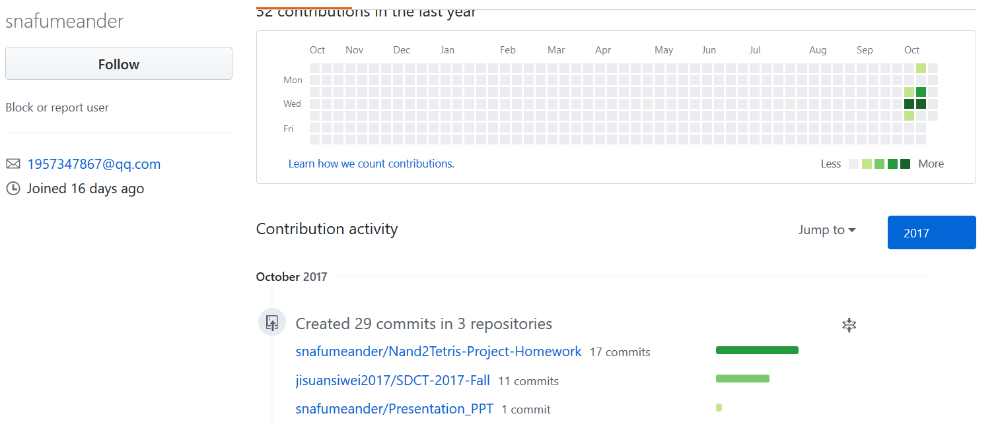 snafumeander
Follow
Block or report user
1957347867@qq.com
Joined 16 days ago
52 contributions in the last year
Oct Nov Dec Jan Feb Mar Apr May Jun Jul Aug Sep Oct
Mon
Wed
Fri
Learn how we count contributions.
Less More
Contribution activity
Jump to
2017
October 2017
Created 29 commits in 3 repositories
snafumeander/Nand2Tetris-Project-Homework 17 commits
jisuansiwei2017/SDCT-2017-Fall 11 commits
snafumeander/Presentation_PPT 1 commit